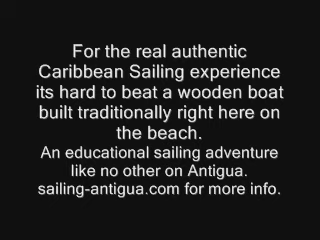 For the real authentic
Caribbean Sailing experience
its hard to beat a wooden boat
built traditionally right here on
the beach.
An educational sailing adventure
like no other on Antigua.
sailing-antigua.com for more info.